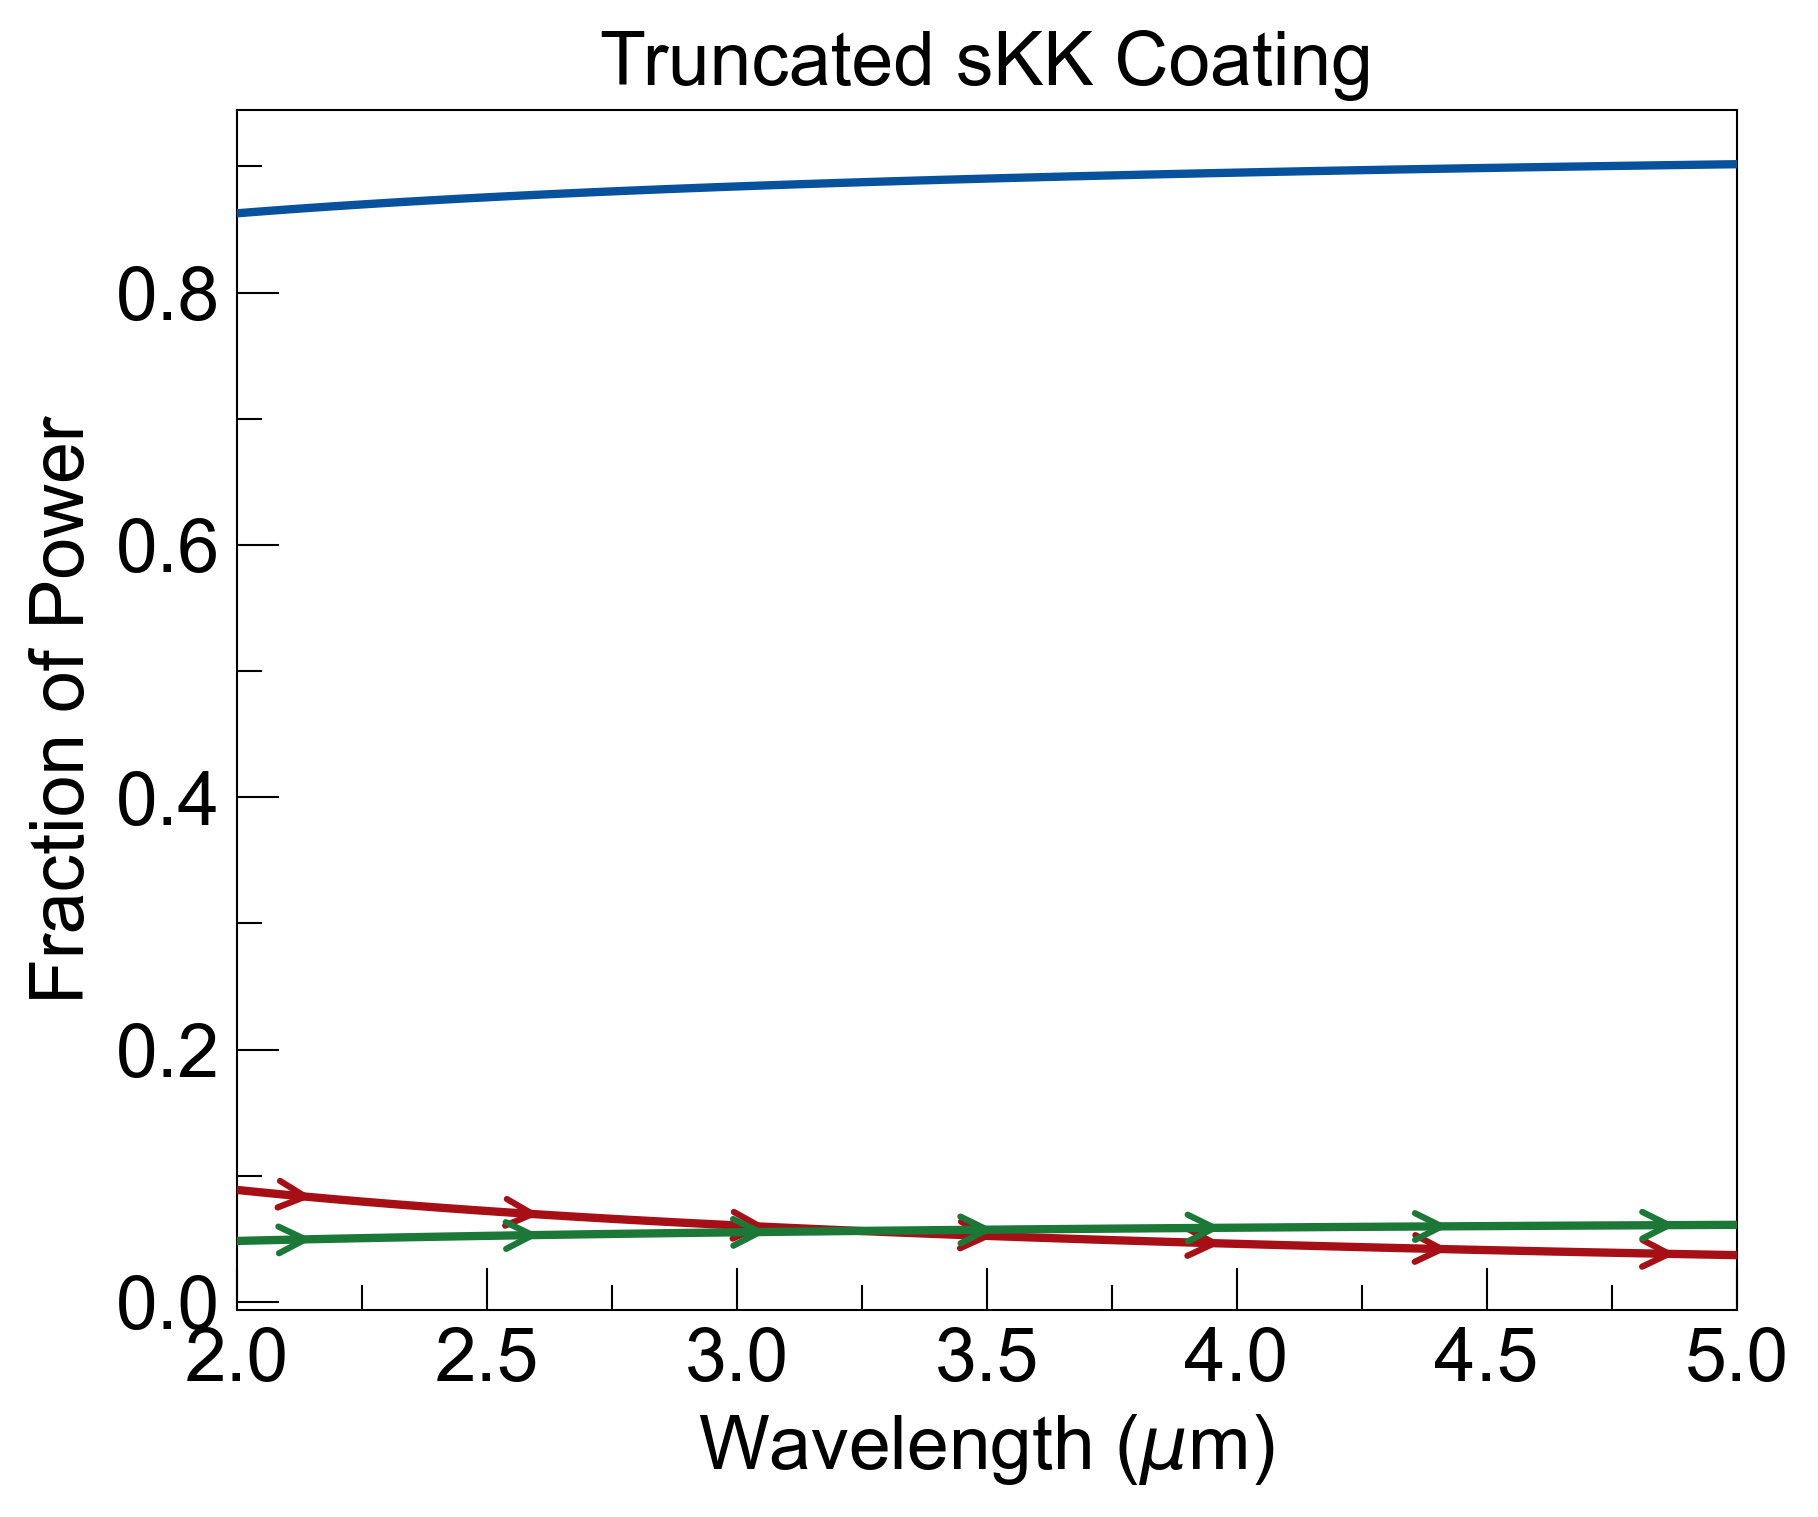 Truncated sKK Coating
Fraction of Power
0.8
0.6
0.4
0.2
0.0
2.0 2.5 3.0 3.5 4.0 4.5 5.0
Wavelength (μm)